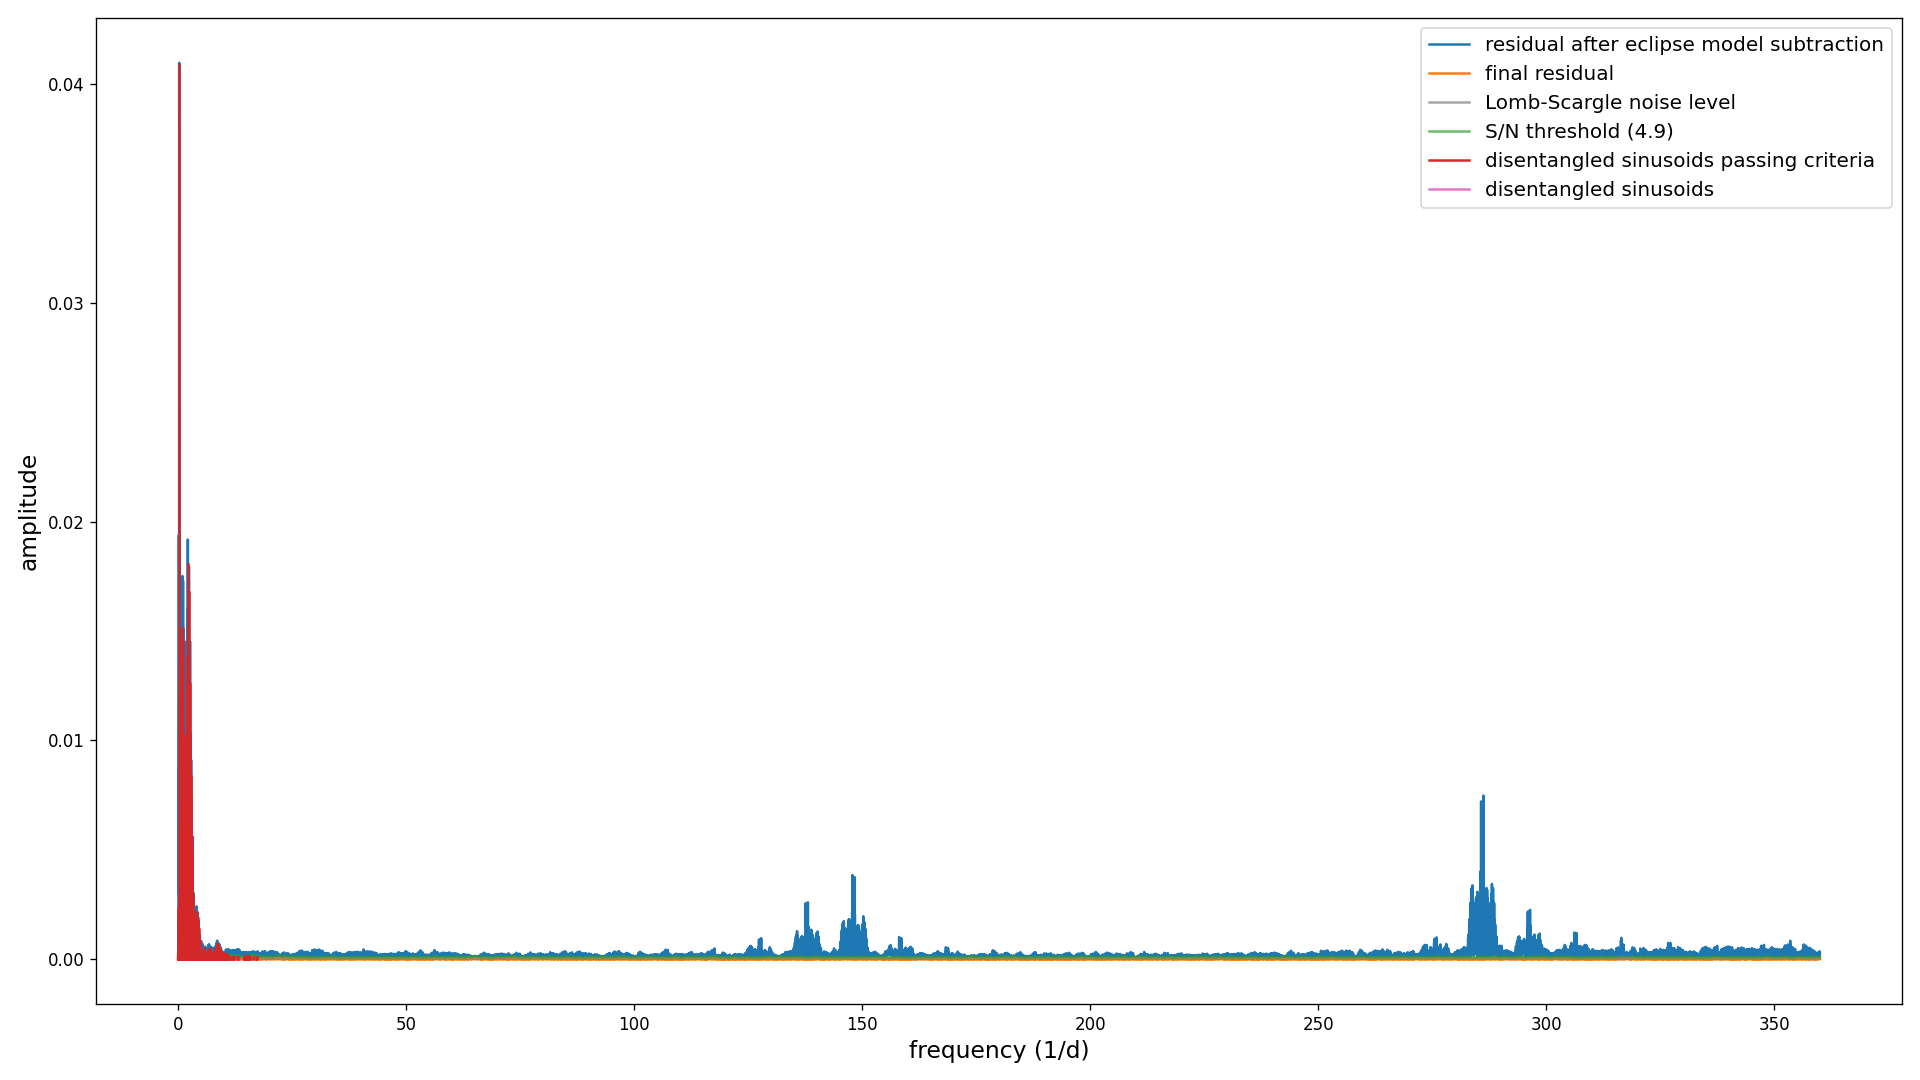 residual after eclipse model subtraction
final residual
Lomb-Scargle noise level
S/N threshold (4.9)
disentangled sinusoids passing criteria
disentangled sinusoids
amplitude
0.04
0.03
0.02
0.01
0.00
0 50 100 150 200 250 300 350
frequency (1/d)